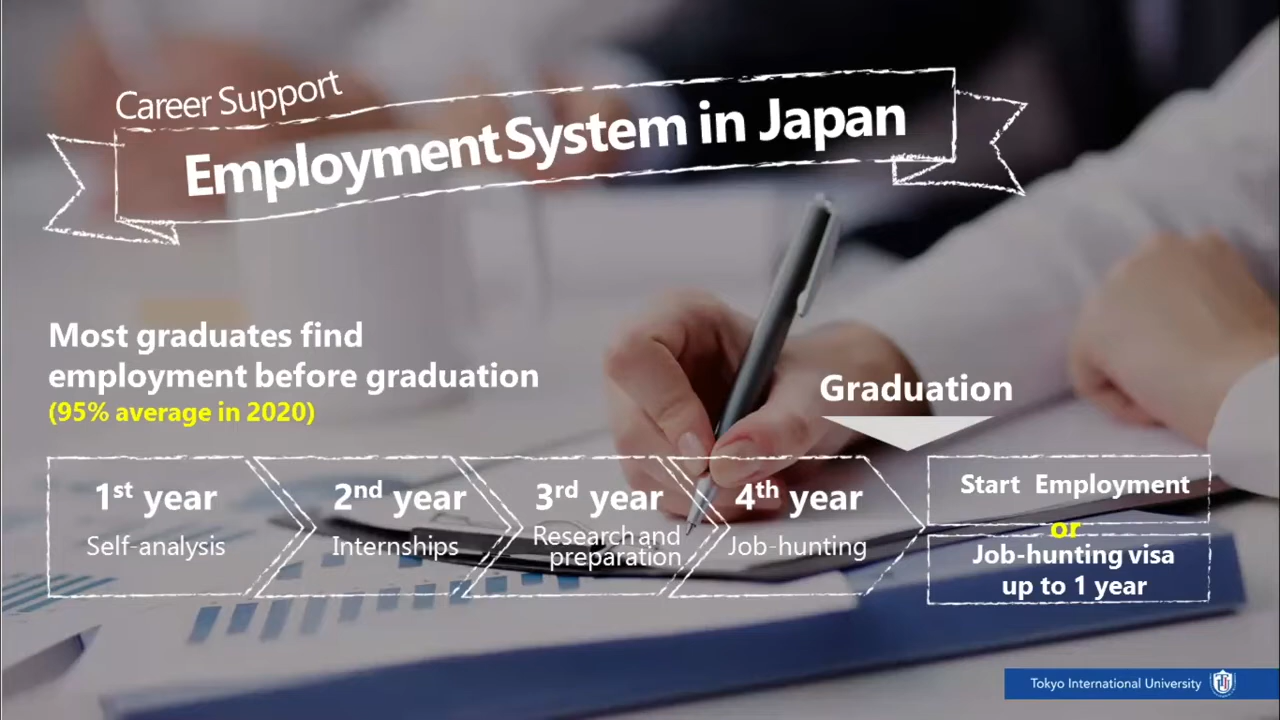 Career Support
Employment System in Japan
Most graduates find
employment before graduation
(95% average in 2020)
Graduation
1st year
Self-analysis
2nd year
Internships
3rd year
Research and
preparation
4th year
Job-hunting
Start Employment
or
Job-hunting visa
up to 1 year
Tokyo International University